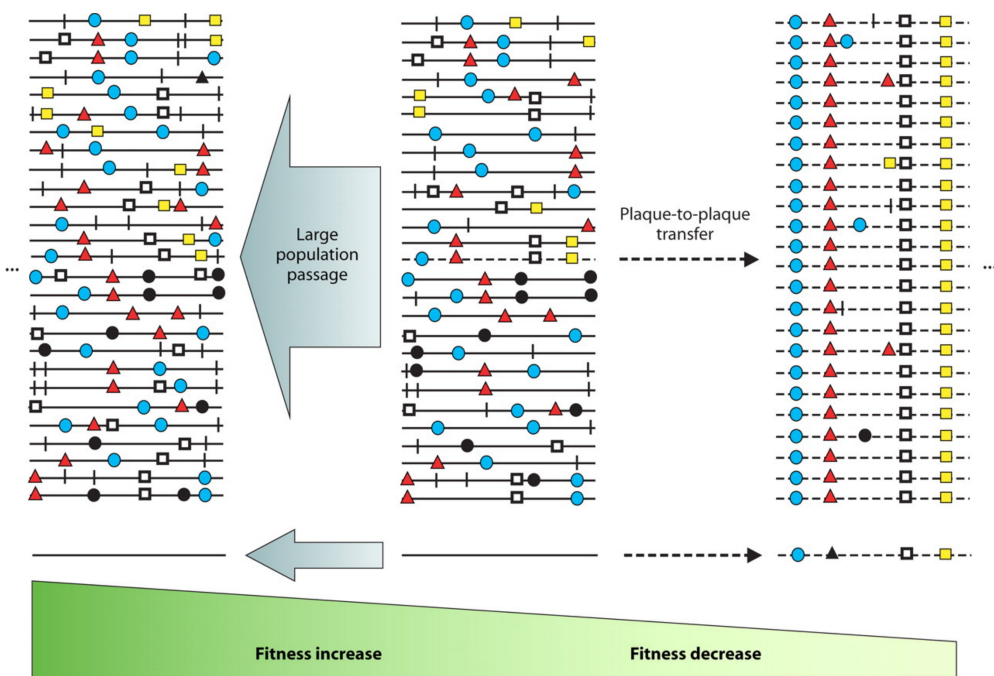 Large
population
passage
Plaque-to-plaque
transfer
...
...
Fitness increase
Fitness decrease